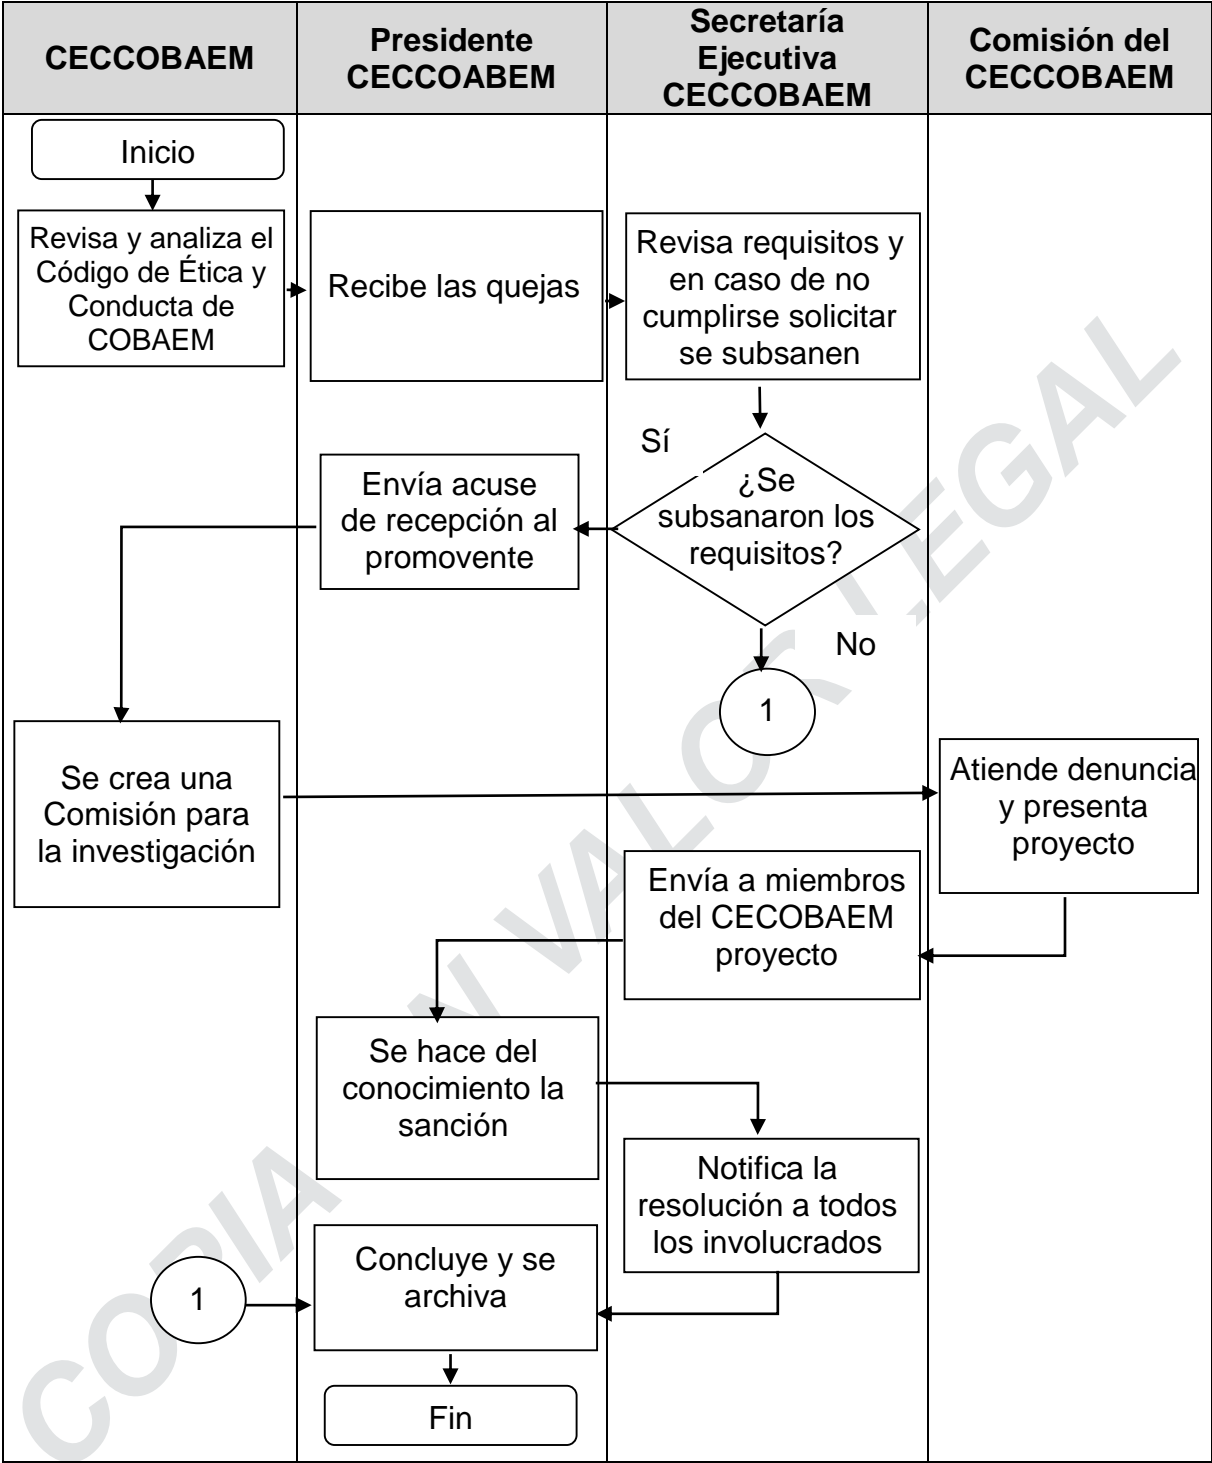 CECCOBAEM
Presidente
CECCOABEM
Secretaría
Ejecutiva
CECCOBAEM
Comisión del
CECCOBAEM
Inicio
Revisa y analiza el
Código de Ética y
Conducta de
COBAEM
Recibe las quejas
Revisa requisitos y
en caso de no
cumplirse solicitar
se subsanen
Sí
¿Se
subsanaron los
requisitos?
Envía acuse
de recepción al
promovente
No
1
Se crea una
Comisión para
la investigación
Atiende denuncia
y presenta
proyecto
Envía a miembros
del CECOBAEM
proyecto
Se hace del
conocimiento la
sanción
Notifica la
resolución a todos
los involucrados
Concluye y se
archiva
1
Fin
COPIA SIN VALOR LEGAL